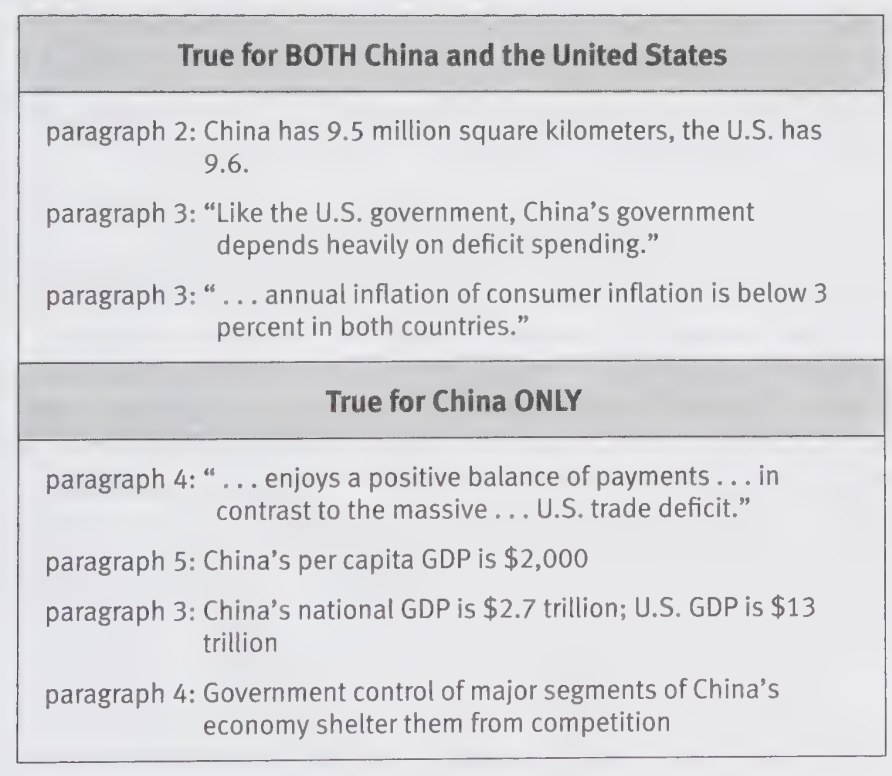 True for BOTH China and the United States
paragraph 2: China has 9.5 million square kilometers, the U.S. has
9.6.
paragraph 3: “Like the U.S. government, China’s government
depends heavily on deficit spending.”
paragraph 3: “ . . . annual inflation of consumer inflation is below 3
percent in both countries.”
True for China ONLY
paragraph 4: “ . . . enjoys a positive balance of payments . . . in
contrast to the massive . . . U.S. trade deficit.”
paragraph 5: China’s per capita GDP is $2,000
paragraph 3: China’s national GDP is $2.7 trillion; U.S. GDP is $13
trillion
paragraph 4: Government control of major segments of China’s
economy shelter them from competition